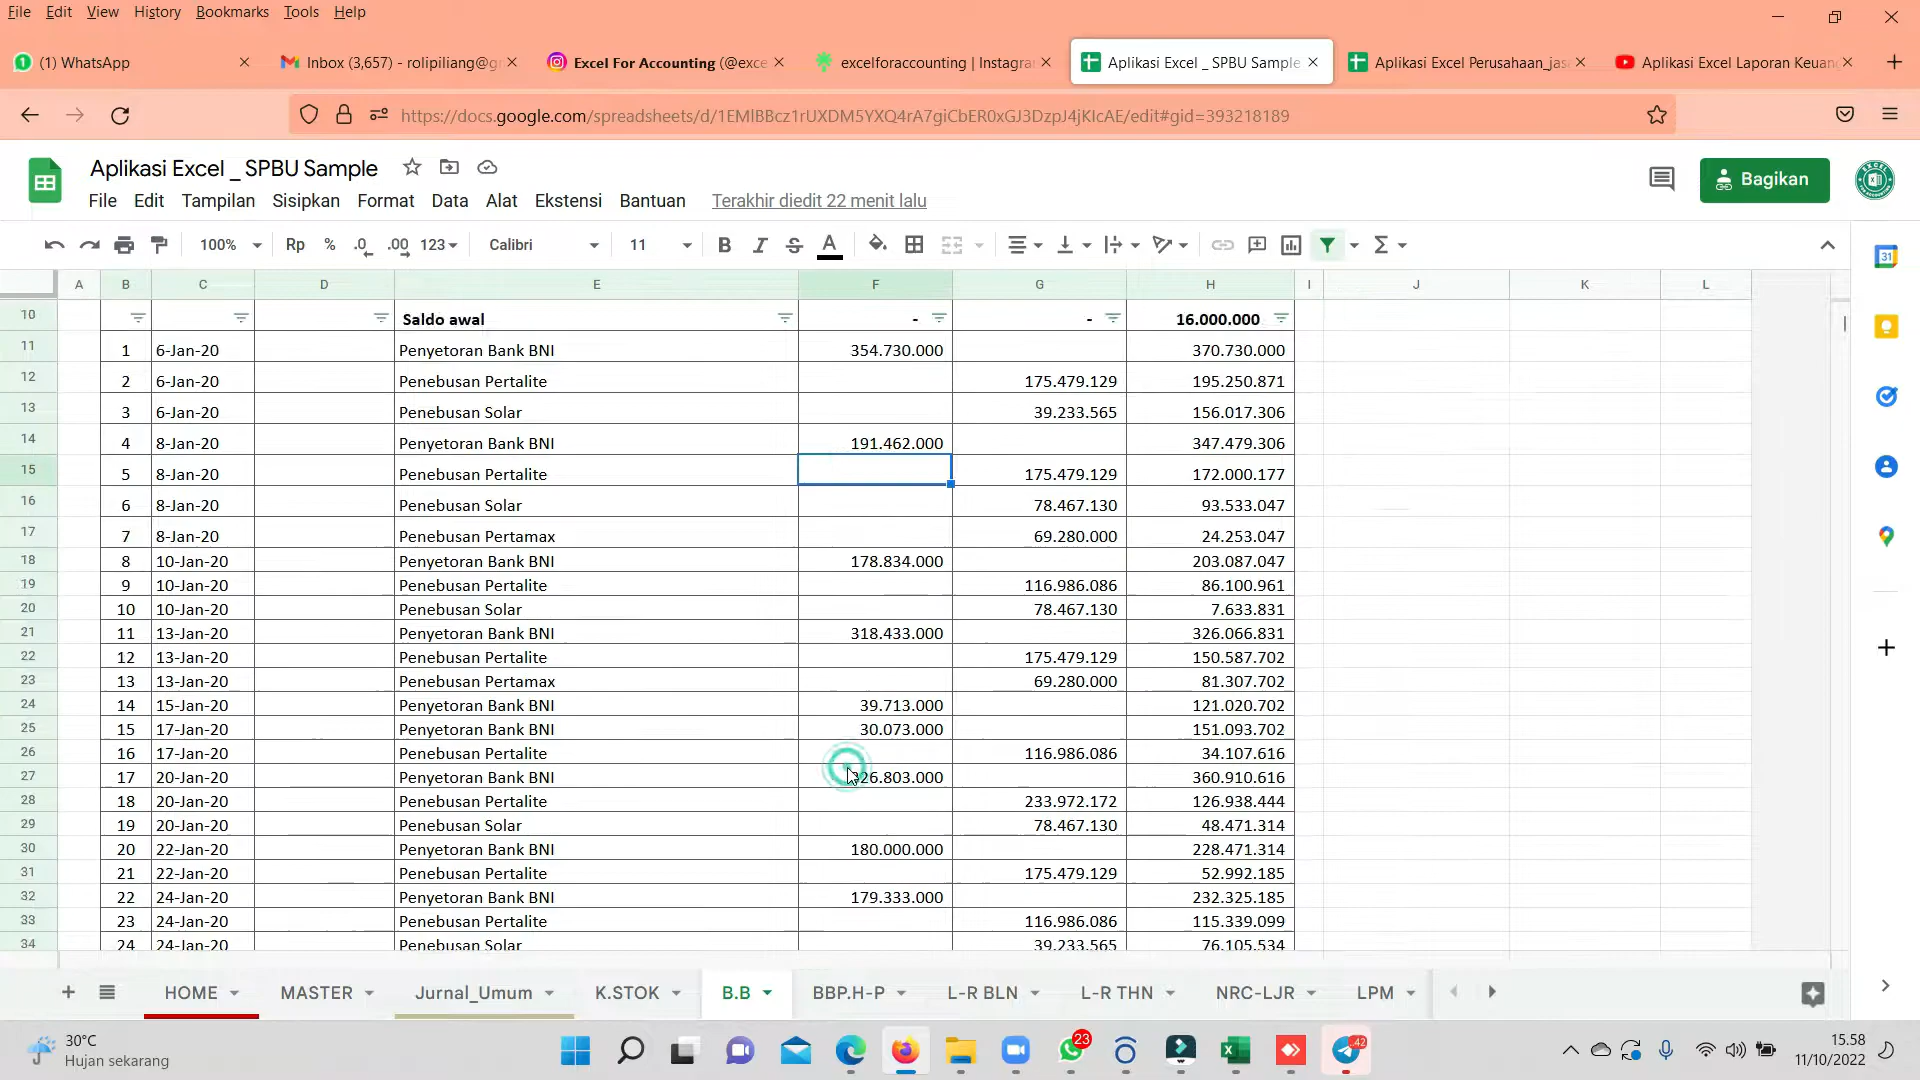 File Edit View History Bookmarks Tools Help
(1) WhatsApp
Inbox (3,657) - rolipiliang@g
Excel For Accounting (@exce
excelforaccounting | Instagra
Aplikasi Excel _ SPBU Sample
Aplikasi Excel Perusahaan_jas
Aplikasi Excel Laporan Keuan
https://docs.google.com/spreadsheets/d/1EMlBBcz1rUXDM5YXQ4rA7giCbER0xGJ3DzpJ4jKIcAE/edit#gid=393218189
Aplikasi Excel _ SPBU Sample
Bagikan
File Edit Tampilan Sisipkan Format Data Alat Ekstensi Bantuan Terakhir diedit 22 menit lalu
100% Rp % .0 .00 123 Calibri 11 B I S A
31
A B C D E F G H I J K L
10 Saldo awal - - 16.000.000
11 1 6-Jan-20 Penyetoran Bank BNI 354.730.000 370.730.000
12 2 6-Jan-20 Penebusan Pertalite 175.479.129 195.250.871
13 3 6-Jan-20 Penebusan Solar 39.233.565 156.017.306
14 4 8-Jan-20 Penyetoran Bank BNI 191.462.000 347.479.306
15 5 8-Jan-20 Penebusan Pertalite 175.479.129 172.000.177
16 6 8-Jan-20 Penebusan Solar 78.467.130 93.533.047
17 7 8-Jan-20 Penebusan Pertamax 69.280.000 24.253.047
18 8 10-Jan-20 Penyetoran Bank BNI 178.834.000 203.087.047
19 9 10-Jan-20 Penebusan Pertalite 116.986.086 86.100.961
20 10 10-Jan-20 Penebusan Solar 78.467.130 7.633.831
21 11 13-Jan-20 Penyetoran Bank BNI 318.433.000 326.066.831
22 12 13-Jan-20 Penebusan Pertalite 175.479.129 150.587.702
23 13 13-Jan-20 Penebusan Pertamax 69.280.000 81.307.702
24 14 15-Jan-20 Penyetoran Bank BNI 39.713.000 121.020.702
25 15 17-Jan-20 Penyetoran Bank BNI 30.073.000 151.093.702
26 16 17-Jan-20 Penebusan Pertalite 116.986.086 34.107.616
27 17 20-Jan-20 Penyetoran Bank BNI 326.803.000 360.910.616
28 18 20-Jan-20 Penebusan Pertalite 233.972.172 126.938.444
29 19 20-Jan-20 Penebusan Solar 78.467.130 48.471.314
30 20 22-Jan-20 Penyetoran Bank BNI 180.000.000 228.471.314
31 21 22-Jan-20 Penebusan Pertalite 175.479.129 52.992.185
32 22 24-Jan-20 Penyetoran Bank BNI 179.333.000 232.325.185
33 23 24-Jan-20 Penebusan Pertalite 116.986.086 115.339.099
34 24 24-Jan-20 Penebusan Solar 39.233.565 76.105.534
HOME MASTER Jurnal_Umum K.STOK B.B BBP.H-P L-R BLN L-R THN NRC-LJR LPM
30°C
Hujan sekarang
23
42
15.58
11/10/2022